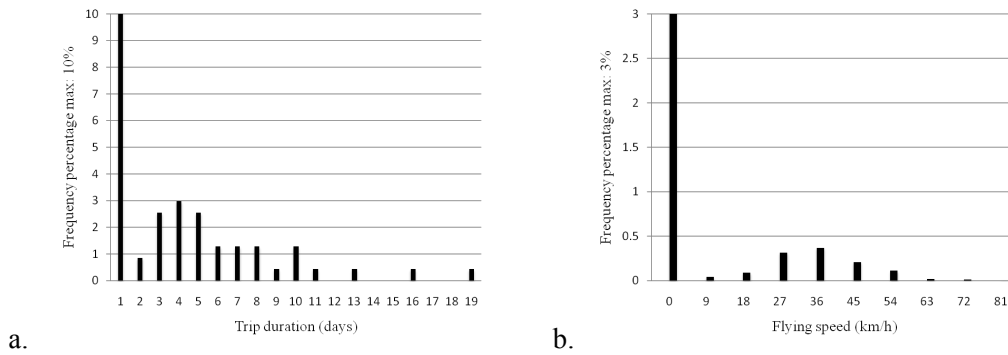 Frequency percentage max: 10%
10
9
8
7
6
5
4
3
2
1
0
1 2 3 4 5 6 7 8 9 10 11 12 13 14 15 16 17 18 19
Trip duration (days)
a.
Frequency percentage max: 3%
3
2.5
2
1.5
1
0.5
0
0 9 18 27 36 45 54 63 72 81
Flying speed (km/h)
b.